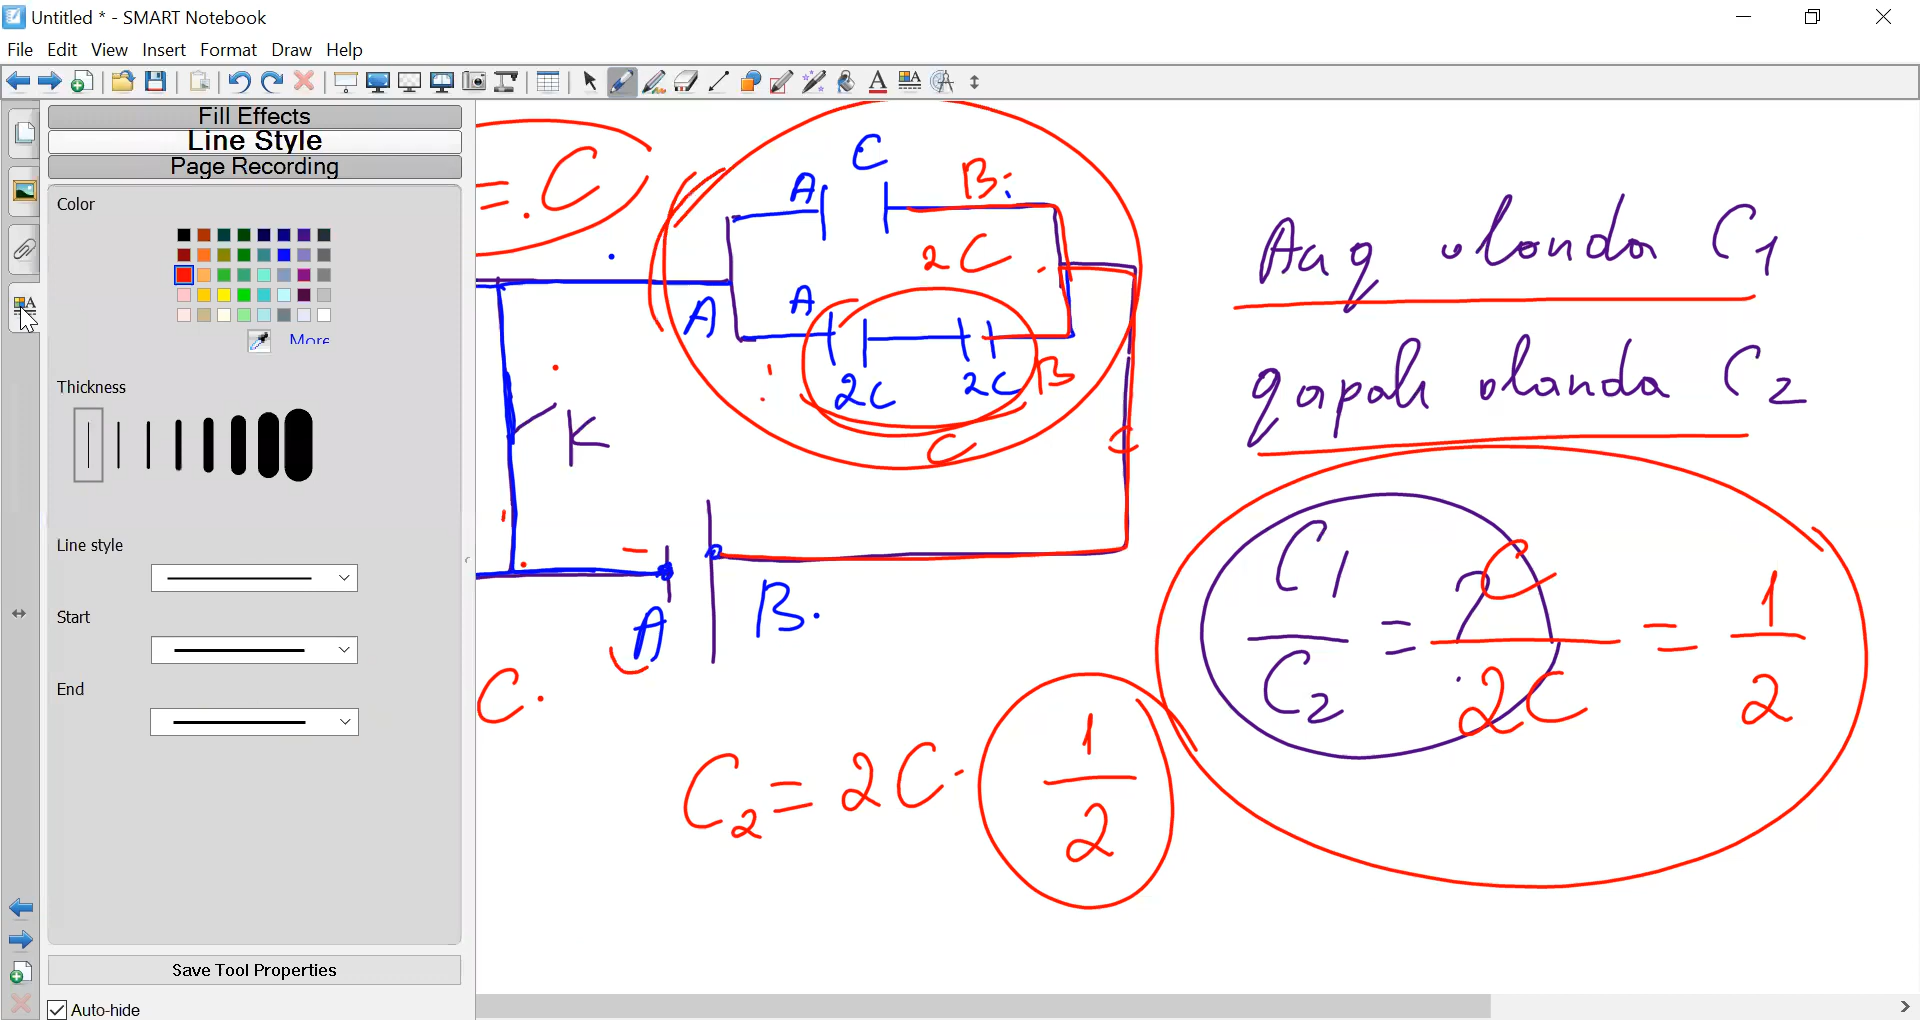 Untitled * - SMART Notebook
File Edit View Insert Format Draw Help
Fill Effects
Line Style
Page Recording
Color
More
Thickness
Line style
Start
End
Save Tool Properties
Auto-hide
= . C
C
A
B
2 C
A
A
2C
2C
B
C
K
A
B.
C.
C2 = 2C · 1/2
Açıq olanda C1
qapalı olanda C2
C1/C2 = C/2C = 1/2